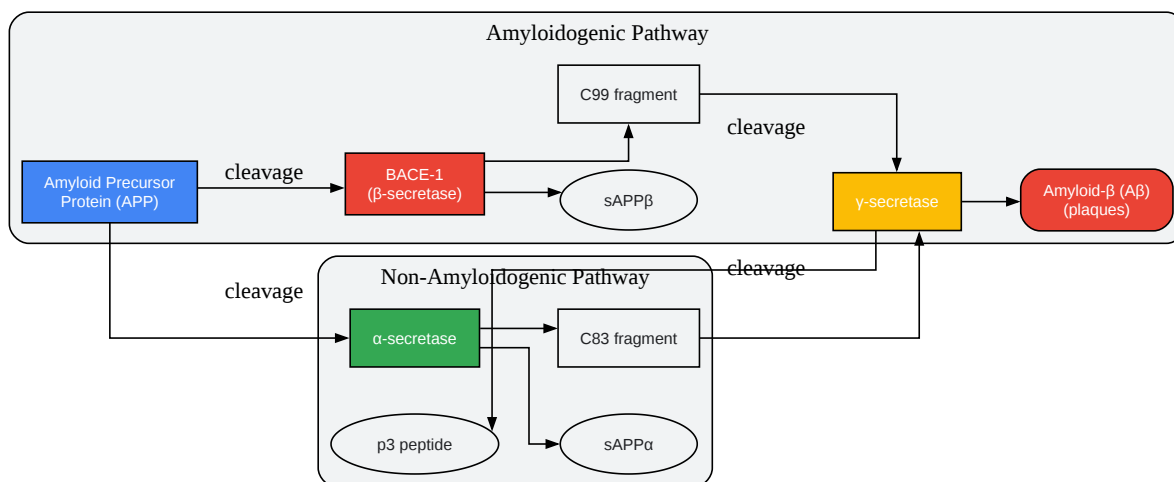 Amyloidogenic Pathway
C99 fragment
cleavage
cleavage
Amyloid Precursor
Protein (APP)
BACE-1
(β-secretase)
sAPPβ
γ-secretase
Amyloid-β (Aβ)
(plaques)
Non-Amyloidogenic Pathway
cleavage
cleavage
α-secretase
C83 fragment
p3 peptide
sAPPα